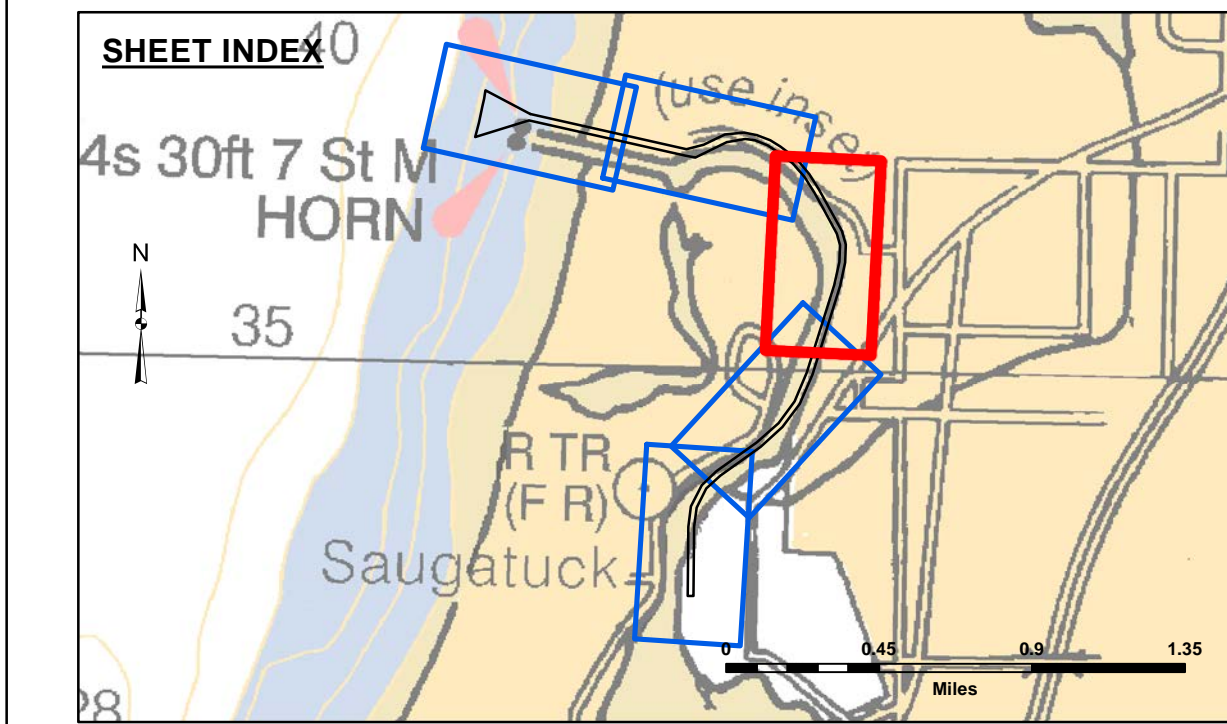 SHEET INDEX
40
(use inset)
4s 30ft 7 St M
HORN
N
35
R TR
(F R)
Saugatuck
0 0.45 0.9 1.35
Miles
28